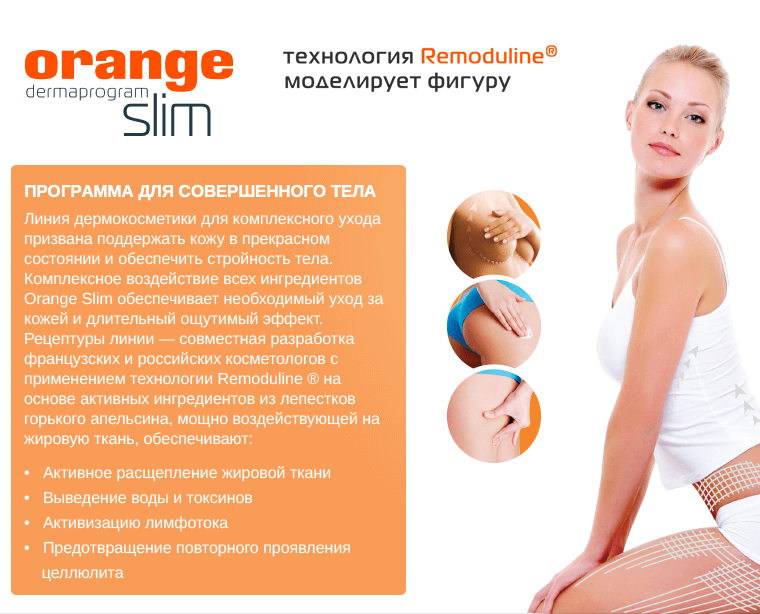 orange
dermaprogram
slim
технология Remoduline®
моделирует фигуру
ПРОГРАММА ДЛЯ СОВЕРШЕННОГО ТЕЛА
Линия дермокосметики для комплексного ухода
призвана поддержать кожу в прекрасном
состоянии и обеспечить стройность тела.
Комплексное воздействие всех ингредиентов
Orange Slim обеспечивает необходимый уход за
кожей и длительный ощутимый эффект.
Рецептуры линии — совместная разработка
французских и российских косметологов с
применением технологии Remoduline ® на
основе активных ингредиентов из лепестков
горького апельсина, мощно воздействующей на
жировую ткань, обеспечивают:
• Активное расщепление жировой ткани
• Выведение воды и токсинов
• Активизацию лимфотока
• Предотвращение повторного проявления
целлюлита